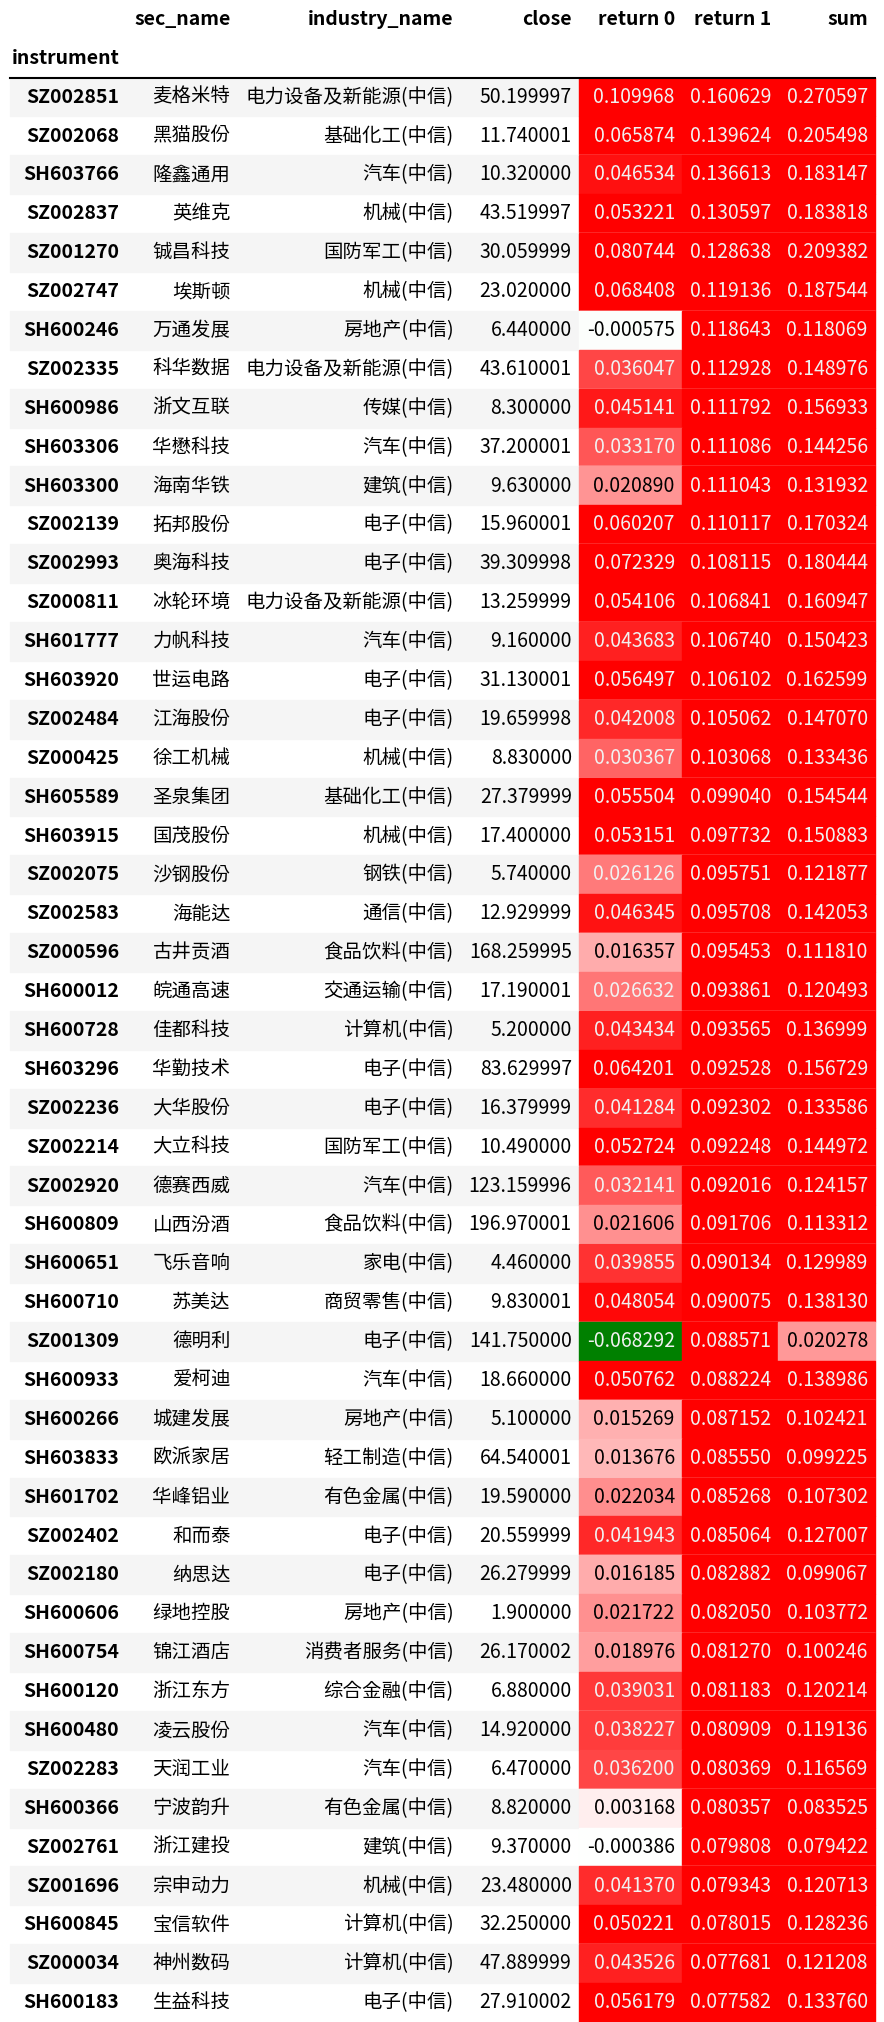 sec_name industry_name close return 0 return 1 sum
instrument
SZ002851 麦格米特 电力设备及新能源(中信) 50.199997 0.109968 0.160629 0.270597
SZ002068 黑猫股份 基础化工(中信) 11.740001 0.065874 0.139624 0.205498
SH603766 隆鑫通用 汽车(中信) 10.320000 0.046534 0.136613 0.183147
SZ002837 英维克 机械(中信) 43.519997 0.053221 0.130597 0.183818
SZ001270 铖昌科技 国防军工(中信) 30.059999 0.080744 0.128638 0.209382
SZ002747 埃斯顿 机械(中信) 23.020000 0.068408 0.119136 0.187544
SH600246 万通发展 房地产(中信) 6.440000 -0.000575 0.118643 0.118069
SZ002335 科华数据 电力设备及新能源(中信) 43.610001 0.036047 0.112928 0.148976
SH600986 浙文互联 传媒(中信) 8.300000 0.045141 0.111792 0.156933
SH603306 华懋科技 汽车(中信) 37.200001 0.033170 0.111086 0.144256
SH603300 海南华铁 建筑(中信) 9.630000 0.020890 0.111043 0.131932
SZ002139 拓邦股份 电子(中信) 15.960001 0.060207 0.110117 0.170324
SZ002993 奥海科技 电子(中信) 39.309998 0.072329 0.108115 0.180444
SZ000811 冰轮环境 电力设备及新能源(中信) 13.259999 0.054106 0.106841 0.160947
SH601777 力帆科技 汽车(中信) 9.160000 0.043683 0.106740 0.150423
SH603920 世运电路 电子(中信) 31.130001 0.056497 0.106102 0.162599
SZ002484 江海股份 电子(中信) 19.659998 0.042008 0.105062 0.147070
SZ000425 徐工机械 机械(中信) 8.830000 0.030367 0.103068 0.133436
SH605589 圣泉集团 基础化工(中信) 27.379999 0.055504 0.099040 0.154544
SH603915 国茂股份 机械(中信) 17.400000 0.053151 0.097732 0.150883
SZ002075 沙钢股份 钢铁(中信) 5.740000 0.026126 0.095751 0.121877
SZ002583 海能达 通信(中信) 12.929999 0.046345 0.095708 0.142053
SZ000596 古井贡酒 食品饮料(中信) 168.259995 0.016357 0.095453 0.111810
SH600012 皖通高速 交通运输(中信) 17.190001 0.026632 0.093861 0.120493
SH600728 佳都科技 计算机(中信) 5.200000 0.043434 0.093565 0.136999
SH603296 华勤技术 电子(中信) 83.629997 0.064201 0.092528 0.156729
SZ002236 大华股份 电子(中信) 16.379999 0.041284 0.092302 0.133586
SZ002214 大立科技 国防军工(中信) 10.490000 0.052724 0.092248 0.144972
SZ002920 德赛西威 汽车(中信) 123.159996 0.032141 0.092016 0.124157
SH600809 山西汾酒 食品饮料(中信) 196.970001 0.021606 0.091706 0.113312
SH600651 飞乐音响 家电(中信) 4.460000 0.039855 0.090134 0.129989
SH600710 苏美达 商贸零售(中信) 9.830001 0.048054 0.090075 0.138130
SZ001309 德明利 电子(中信) 141.750000 -0.068292 0.088571 0.020278
SH600933 爱柯迪 汽车(中信) 18.660000 0.050762 0.088224 0.138986
SH600266 城建发展 房地产(中信) 5.100000 0.015269 0.087152 0.102421
SH603833 欧派家居 轻工制造(中信) 64.540001 0.013676 0.085550 0.099225
SH601702 华峰铝业 有色金属(中信) 19.590000 0.022034 0.085268 0.107302
SZ002402 和而泰 电子(中信) 20.559999 0.041943 0.085064 0.127007
SZ002180 纳思达 电子(中信) 26.279999 0.016185 0.082882 0.099067
SH600606 绿地控股 房地产(中信) 1.900000 0.021722 0.082050 0.103772
SH600754 锦江酒店 消费者服务(中信) 26.170002 0.018976 0.081270 0.100246
SH600120 浙江东方 综合金融(中信) 6.880000 0.039031 0.081183 0.120214
SH600480 凌云股份 汽车(中信) 14.920000 0.038227 0.080909 0.119136
SZ002283 天润工业 汽车(中信) 6.470000 0.036200 0.080369 0.116569
SH600366 宁波韵升 有色金属(中信) 8.820000 0.003168 0.080357 0.083525
SZ002761 浙江建投 建筑(中信) 9.370000 -0.000386 0.079808 0.079422
SZ001696 宗申动力 机械(中信) 23.480000 0.041370 0.079343 0.120713
SH600845 宝信软件 计算机(中信) 32.250000 0.050221 0.078015 0.128236
SZ000034 神州数码 计算机(中信) 47.889999 0.043526 0.077681 0.121208
SH600183 生益科技 电子(中信) 27.910002 0.056179 0.077582 0.133760